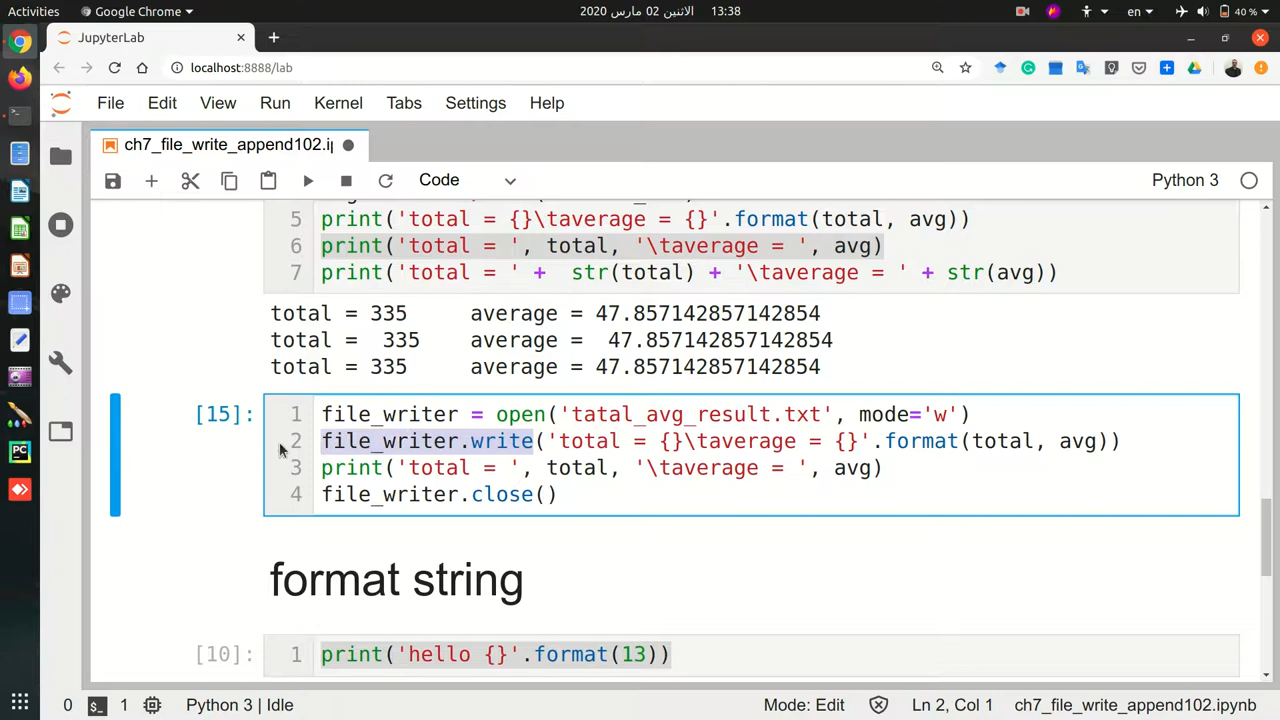 Activities
Google Chrome
الاثنين 02 مارس 2020 13:38
en
40 %
JupyterLab
localhost:8888/lab
File Edit View Run Kernel Tabs Settings Help
ch7_file_write_append102.i
Code
Python 3
5 print('total = {}\taverage = {}'.format(total, avg))
6 print('total = ', total, '\taverage = ', avg)
7 print('total = ' +  str(total) + '\taverage = ' + str(avg))
total = 335 average = 47.857142857142854
total =  335 average =  47.857142857142854
total = 335 average = 47.857142857142854
[15]:
1 file_writer = open('tatal_avg_result.txt', mode='w')
2 file_writer.write('total = {}\taverage = {}'.format(total, avg))
3 print('total = ', total, '\taverage = ', avg)
4 file_writer.close()
format string
[10]:
1 print('hello {}'.format(13))
0 $_ 1 Python 3 | Idle Mode: Edit Ln 2, Col 1 ch7_file_write_append102.ipynb
PC